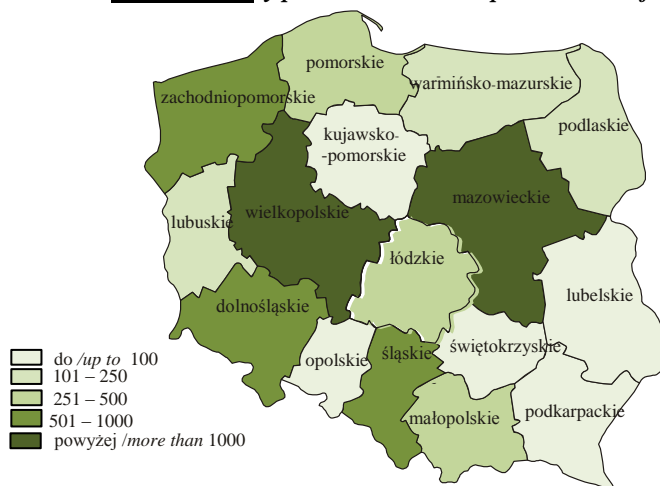 pomorskie
warmińsko-mazurskie
zachodniopomorskie
podlaskie
kujawsko-
-pomorskie
mazowieckie
wielkopolskie
lubuskie
łódzkie
lubelskie
dolnośląskie
świętokrzyskie
śląskie
opolskie
podkarpackie
małopolskie
do /up to 100
101 – 250
251 – 500
501 – 1000
powyżej /more than 1000